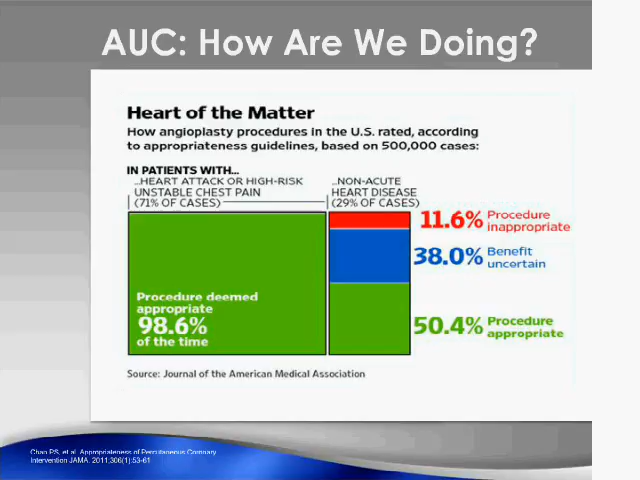 AUC: How Are We Doing?
Heart of the Matter
How angioplasty procedures in the U.S. rated, according
to appropriateness guidelines, based on 500,000 cases:
IN PATIENTS WITH...
...HEART ATTACK OR HIGH-RISK
UNSTABLE CHEST PAIN
(71% OF CASES)
...NON-ACUTE
HEART DISEASE
(29% OF CASES)
11.6% Procedure
inappropriate
38.0% Benefit
uncertain
Procedure deemed
appropriate
98.6%
of the time
50.4% Procedure
appropriate
Source: Journal of the American Medical Association
Chan PS, et al. Appropriateness of Percutaneous Coronary
Intervention JAMA. 2011;306(1):53-61